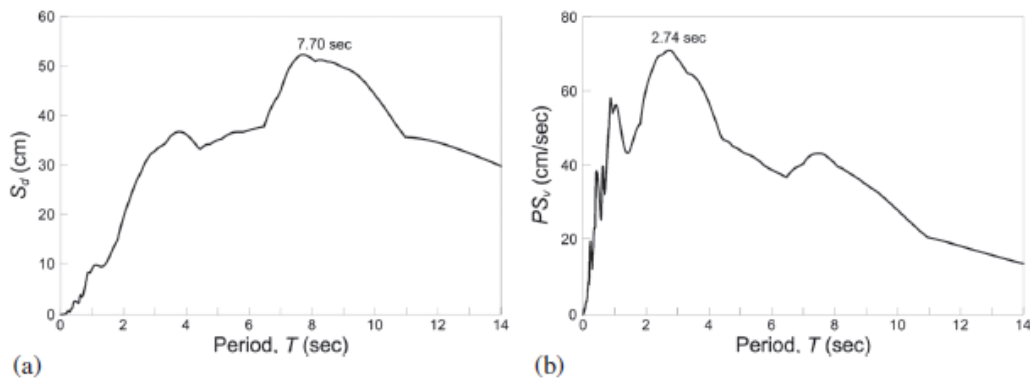 60
50
40
30
20
10
0
S_d (cm)
7.70 sec
0 2 4 6 8 10 12 14
Period, T (sec)
(a)
80
60
40
20
0
PS_v (cm/sec)
2.74 sec
0 2 4 6 8 10 12 14
Period, T (sec)
(b)